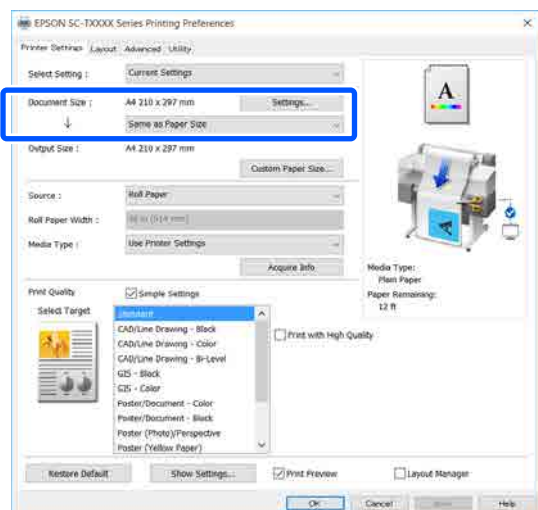 EPSON SC-TXXXX Series Printing Preferences
Printer Settings Layout Advanced Utility
Select Setting : Current Settings
Document Size : A4 210 x 297 mm Settings...
↓ Same as Paper Size
Output Size : A4 210 x 297 mm
Custom Paper Size...
Source : Roll Paper
Roll Paper Width :
Media Type : Use Printer Settings
Acquire Info
A
Media Type:
Plain Paper
Paper Remaining:
12 ft
Print Quality Simple Settings
Select Target
Standard
CAD/Line Drawing - Black
CAD/Line Drawing - Color
CAD/Line Drawing - Bi-Level
GIS - Black
GIS - Color
Poster/Document - Color
Poster/Document - Black
Poster (Photo)/Perspective
Poster (Yellow Paper)
Print with High Quality
Restore Default Show Settings... Print Preview Layout Manager
OK Cancel Help